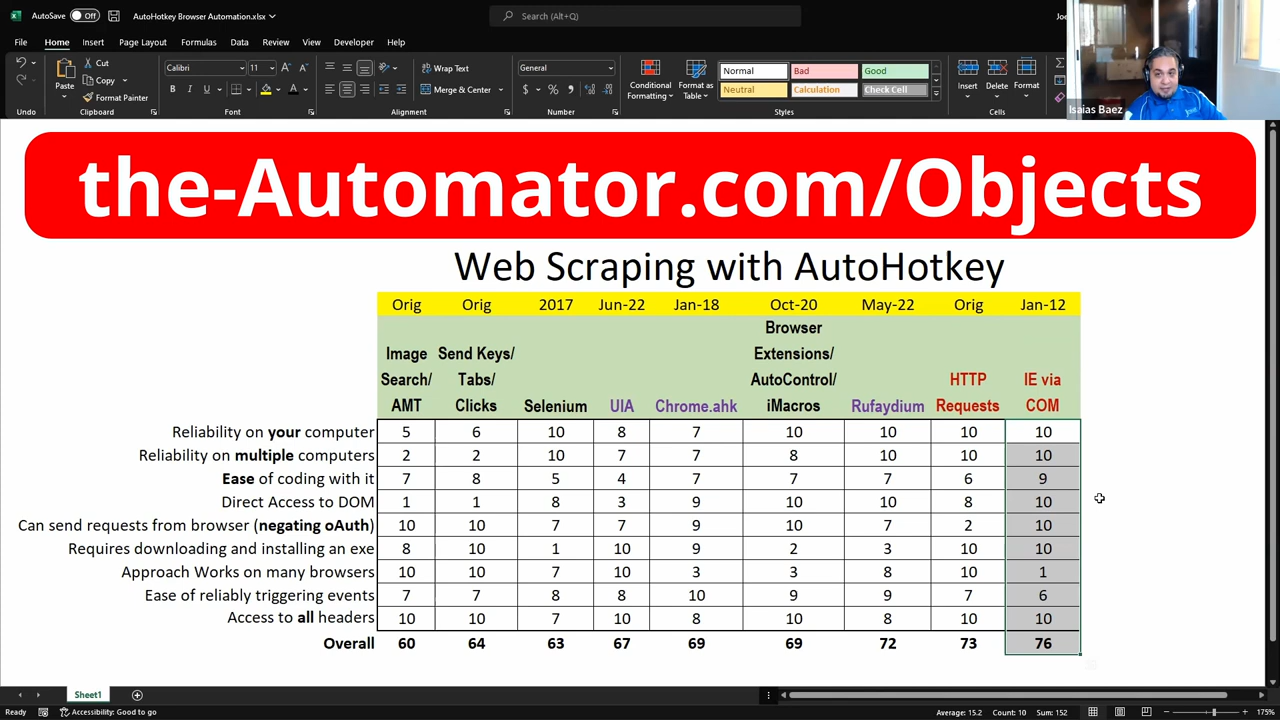 AutoSave Off AutoHotkey Browser Automation.xlsx Search (Alt+Q) Joe
File Home Insert Page Layout Formulas Data Review View Developer Help
Paste Cut Copy Format Painter Clipboard
Calibri 11 B I U A Font
Wrap Text Merge & Center Alignment
General $ % Number
Conditional Formatting Format as Table
Normal Bad Good
Neutral Calculation Check Cell
Styles
Insert Delete Format Cells
Isaias Baez
the-Automator.com/Objects
Web Scraping with AutoHotkey
Orig Orig 2017 Jun-22 Jan-18 Oct-20 May-22 Orig Jan-12
Image Search/ AMT Send Keys/ Tabs/ Clicks Selenium UIA Chrome.ahk Browser Extensions/ AutoControl/ iMacros Rufaydium HTTP Requests IE via COM
Reliability on your computer 5 6 10 8 7 10 10 10 10
Reliability on multiple computers 2 2 10 7 7 8 10 10 10
Ease of coding with it 7 8 5 4 7 7 7 6 9
Direct Access to DOM 1 1 8 3 9 10 10 8 10
Can send requests from browser (negating oAuth) 10 10 7 7 9 10 7 2 10
Requires downloading and installing an exe 8 10 1 10 9 2 3 10 10
Approach Works on many browsers 10 10 7 10 3 3 8 10 1
Ease of reliably triggering events 7 7 8 8 10 9 9 7 6
Access to all headers 10 10 7 10 8 10 8 10 10
Overall 60 64 63 67 69 69 72 73 76
Sheet1
Ready Accessibility: Good to go Average: 15.2 Count: 10 Sum: 152 175%